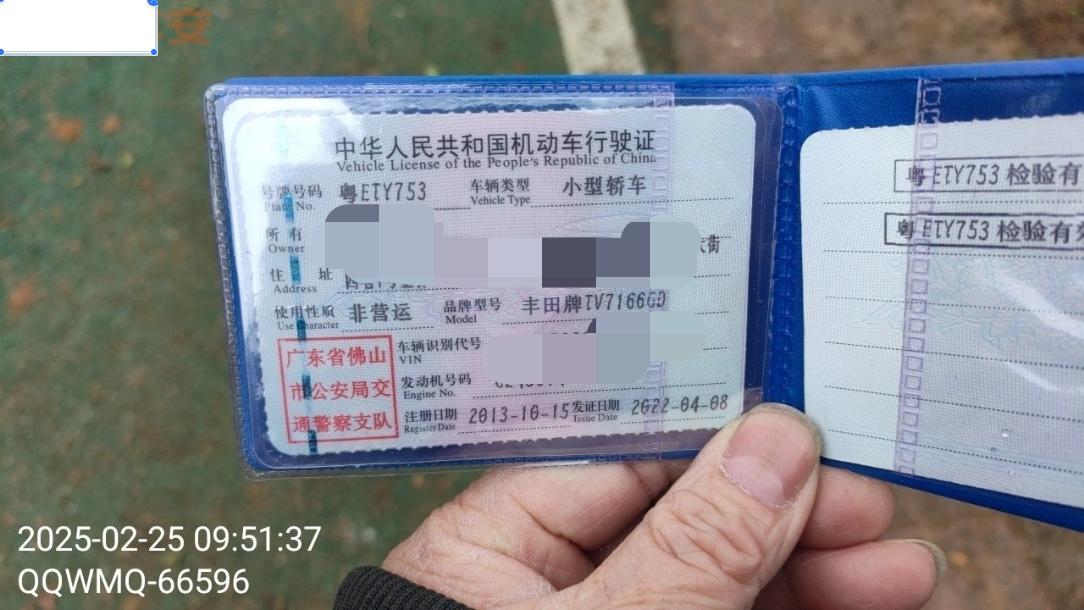 安
中华人民共和国机动车行驶证
Vehicle License of the People's Republic of China
号牌号码 粤ETY753 车辆类型 小型轿车
Plate No. Vehicle Type
所有
Owner
街
住 址
Address
使用性质 非营运 品牌型号 丰田牌TV7166GD
Use Character Model
广东省佛山
市公安局交
通警察支队
车辆识别代号
VIN
发动机号码
Engine No.
注册日期 2013-10-15 发证日期 2022-04-08
Register Date Issue Date
粤ETY753 检验有
粤ETY753 检验有效
2025-02-25 09:51:37
QQWMQ-66596